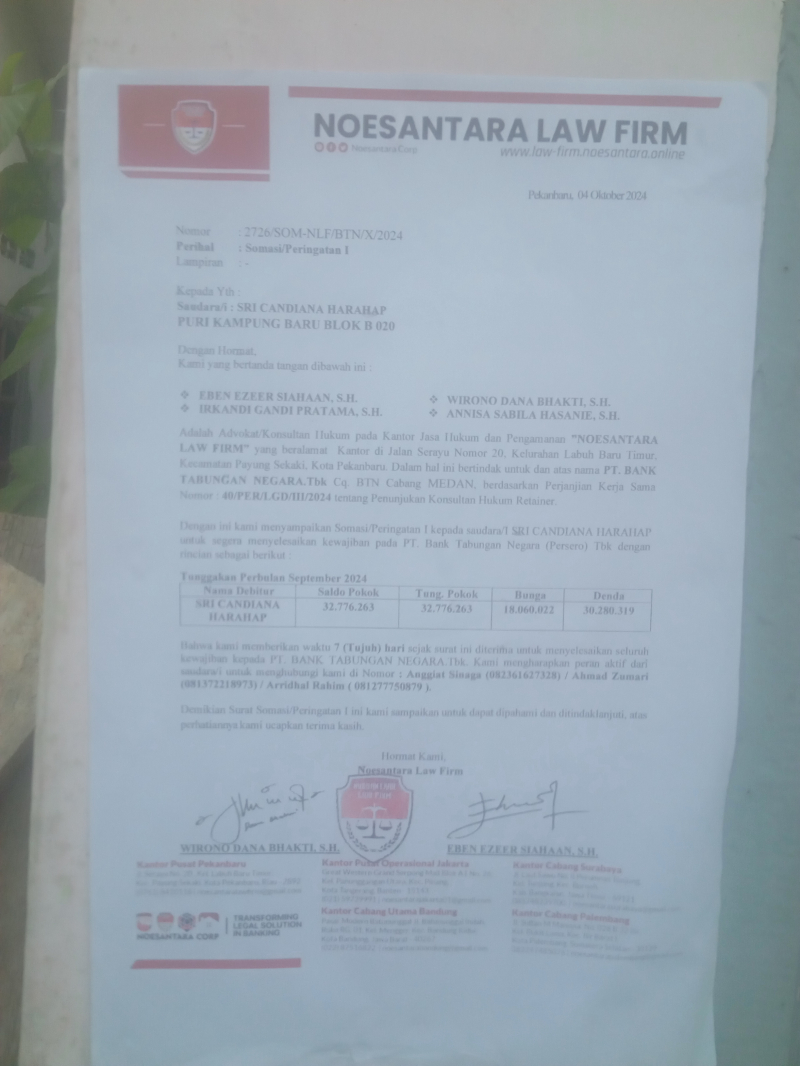 NOESANTARA LAW FIRM
Noesantara Corp
www.law-firm.noesantara.online
Pekanbaru, 04 Oktober 2024
Nomor : 2726/SOM-NLF/BTN/X/2024
Perihal : Somasi/Peringatan I
Lampiran : -
Kepada Yth :
Saudara/i : SRI CANDIANA HARAHAP
PURI KAMPUNG BARU BLOK B 020
Dengan Hormat,
Kami yang bertanda tangan dibawah ini :
❖ EBEN EZEER SIAHAAN, S.H. ❖ WIRONO DANA BHAKTI, S.H.
❖ IRKANDI GANDI PRATAMA, S.H. ❖ ANNISA SABILA HASANIE, S.H.
Adalah Advokat/Konsultan Hukum pada Kantor Jasa Hukum dan Pengamanan "NOESANTARA
LAW FIRM" yang beralamat Kantor di Jalan Serayu Nomor 20, Kelurahan Labuh Baru Timur,
Kecamatan Payung Sekaki, Kota Pekanbaru. Dalam hal ini bertindak untuk dan atas nama PT. BANK
TABUNGAN NEGARA.Tbk Cq. BTN Cabang MEDAN, berdasarkan Perjanjian Kerja Sama
Nomor : 40/PER/LGD/III/2024 tentang Penunjukan Konsultan Hukum Retainer.
Dengan ini kami menyampaikan Somasi/Peringatan I kepada saudara/I SRI CANDIANA HARAHAP
untuk segera menyelesaikan kewajiban pada PT. Bank Tabungan Negara (Persero) Tbk dengan
rincian sebagai berikut :
Tunggakan Perbulan September 2024
Nama Debitur Saldo Pokok Tung. Pokok Bunga Denda
SRI CANDIANA 32.776.263 32.776.263 18.060.022 30.280.319
HARAHAP
Bahwa kami memberikan waktu 7 (Tujuh) hari sejak surat ini diterima untuk menyelesaikan seluruh
kewajiban kepada PT. BANK TABUNGAN NEGARA.Tbk. Kami mengharapkan peran aktif dari
saudara/i untuk menghubungi kami di Nomor : Anggiat Sinaga (082361627328) / Ahmad Zumari
(081372218973) / Arridhal Rahim ( 081277750879 ).
Demikian Surat Somasi/Peringatan I ini kami sampaikan untuk dapat dipahami dan ditindaklanjuti, atas
perhatiannya kami ucapkan terima kasih.
Hormat Kami,
Noesantara Law Firm
WIRONO DANA BHAKTI, S.H. EBEN EZEER SIAHAAN, S.H.
Kantor Pusat Pekanbaru
Kantor Pusat Operasional Jakarta
Kantor Cabang Surabaya
Kantor Cabang Utama Bandung
Kantor Cabang Palembang
NOESANTARA CORP
TRANSFORMING
LEGAL SOLUTION
IN BANKING